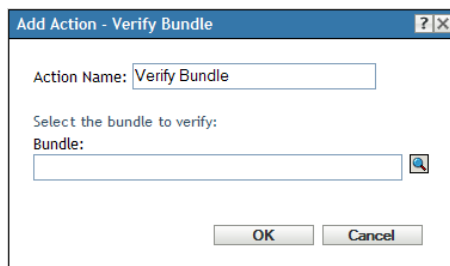 Add Action - Verify Bundle ? X
Action Name: Verify Bundle
Select the bundle to verify:
Bundle:
OK Cancel